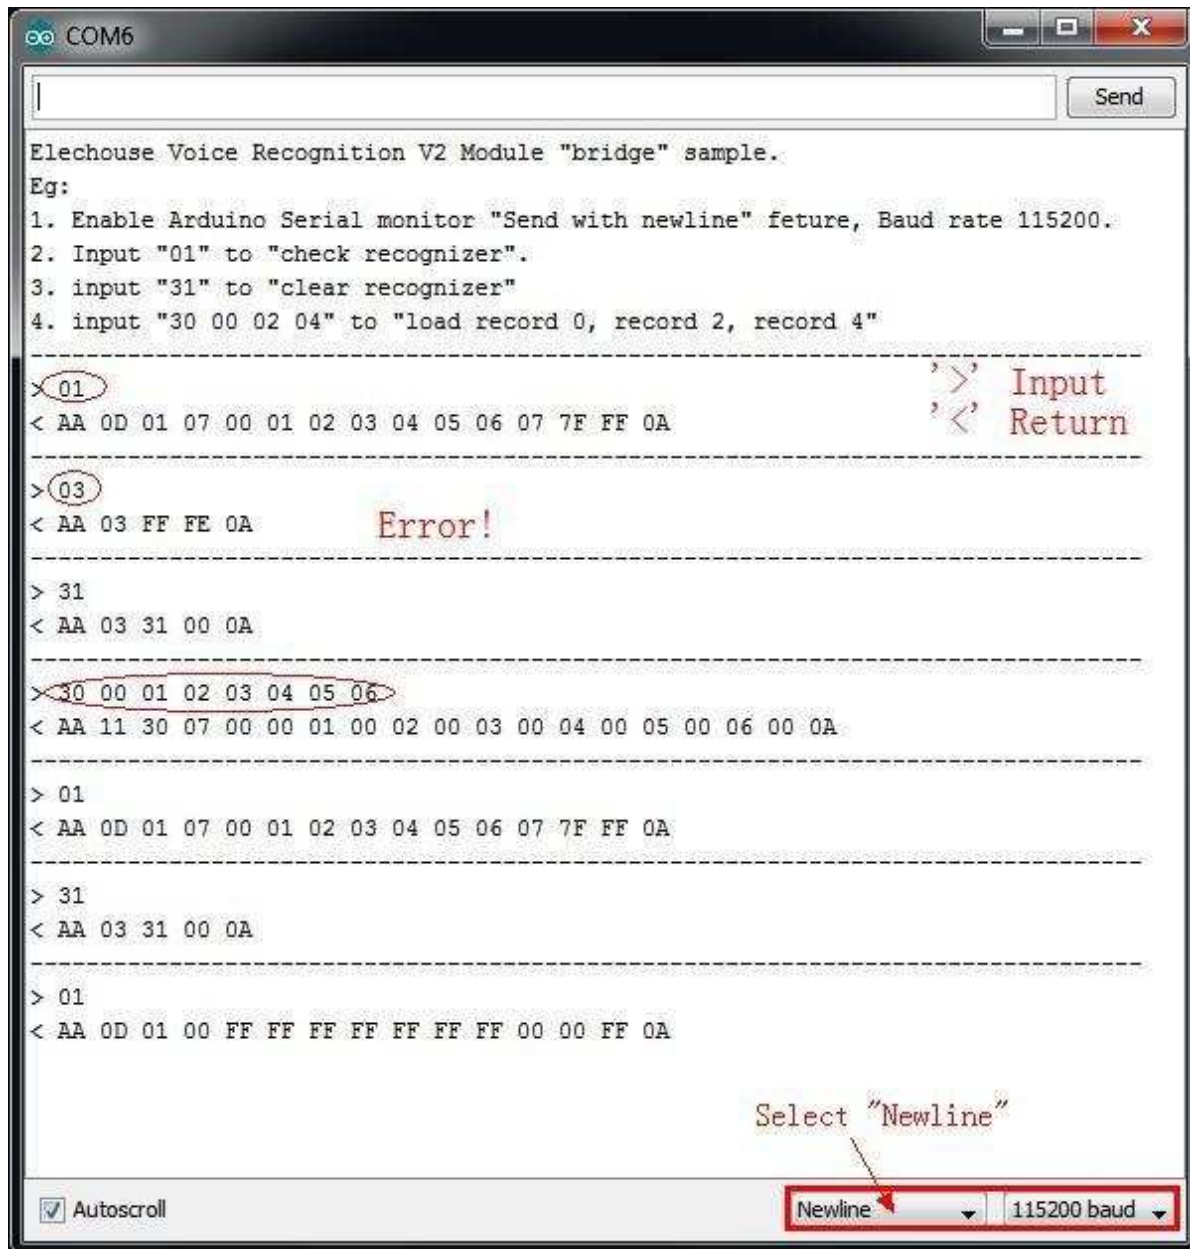 COM6
Send
Elechouse Voice Recognition V2 Module "bridge" sample.
Eg:
1. Enable Arduino Serial monitor "Send with newline" feture, Baud rate 115200.
2. Input "01" to "check recognizer".
3. input "31" to "clear recognizer"
4. input "30 00 02 04" to "load record 0, record 2, record 4"
--------------------------------------------------------------------------------
> 01
'>' Input
< AA 0D 01 07 00 01 02 03 04 05 06 07 7F FF 0A
'<' Return
--------------------------------------------------------------------------------
> 03
< AA 03 FF FE 0A Error!
--------------------------------------------------------------------------------
> 31
< AA 03 31 00 0A
--------------------------------------------------------------------------------
> 30 00 01 02 03 04 05 06
< AA 11 30 07 00 00 01 00 02 00 03 00 04 00 05 00 06 00 0A
--------------------------------------------------------------------------------
> 01
< AA 0D 01 07 00 01 02 03 04 05 06 07 7F FF 0A
--------------------------------------------------------------------------------
> 31
< AA 03 31 00 0A
--------------------------------------------------------------------------------
> 01
< AA 0D 01 00 FF FF FF FF FF FF FF 00 00 FF 0A
Select "Newline"
Autoscroll
Newline
115200 baud